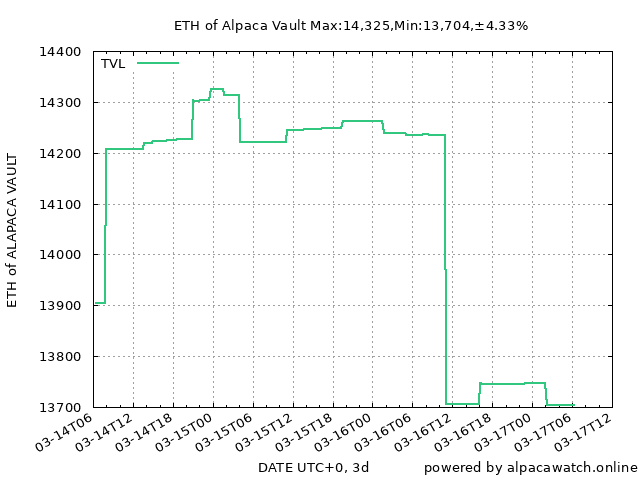 ETH of Alpaca Vault Max:14,325,Min:13,704,±4.33%
TVL
14400
14300
14200
14100
14000
13900
13800
13700
ETH of ALAPACA VAULT
03-14T06
03-14T12
03-14T18
03-15T00
03-15T06
03-15T12
03-15T18
03-16T00
03-16T06
03-16T12
03-16T18
03-17T00
03-17T06
03-17T12
DATE UTC+0, 3d
powered by alpacawatch.online